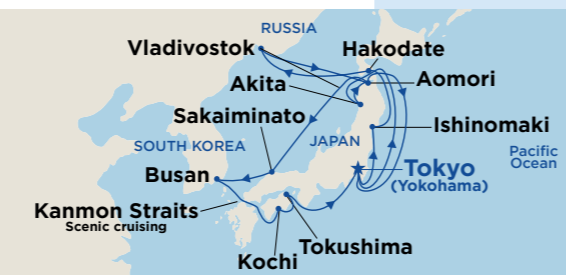 RUSSIA
Vladivostok
Hakodate
Akita
Aomori
Sakaiminato
Ishinomaki
SOUTH KOREA
JAPAN
Pacific
Ocean
Busan
Tokyo
(Yokohama)
Kanmon Straits
Scenic cruising
Tokushima
Kochi